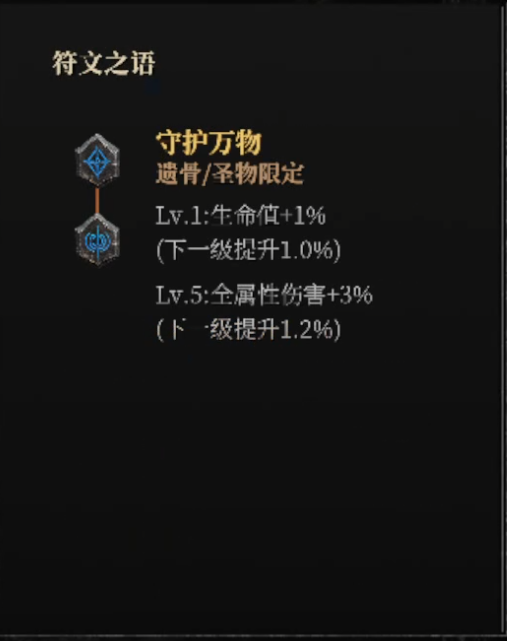 符文之语
守护万物
遗骨/圣物限定
Lv.1:生命值+1%
(下一级提升1.0%)
Lv.5:全属性伤害+3%
(下一级提升1.2%)